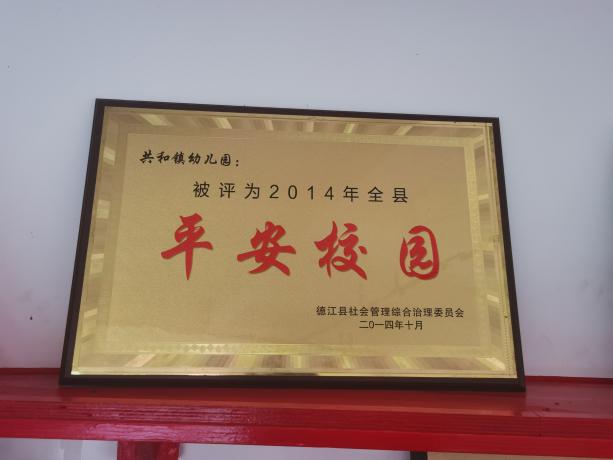 共和镇幼儿园：
被评为2014年全县
平安校园
德江县社会管理综合治理委员会
二〇一四年十月